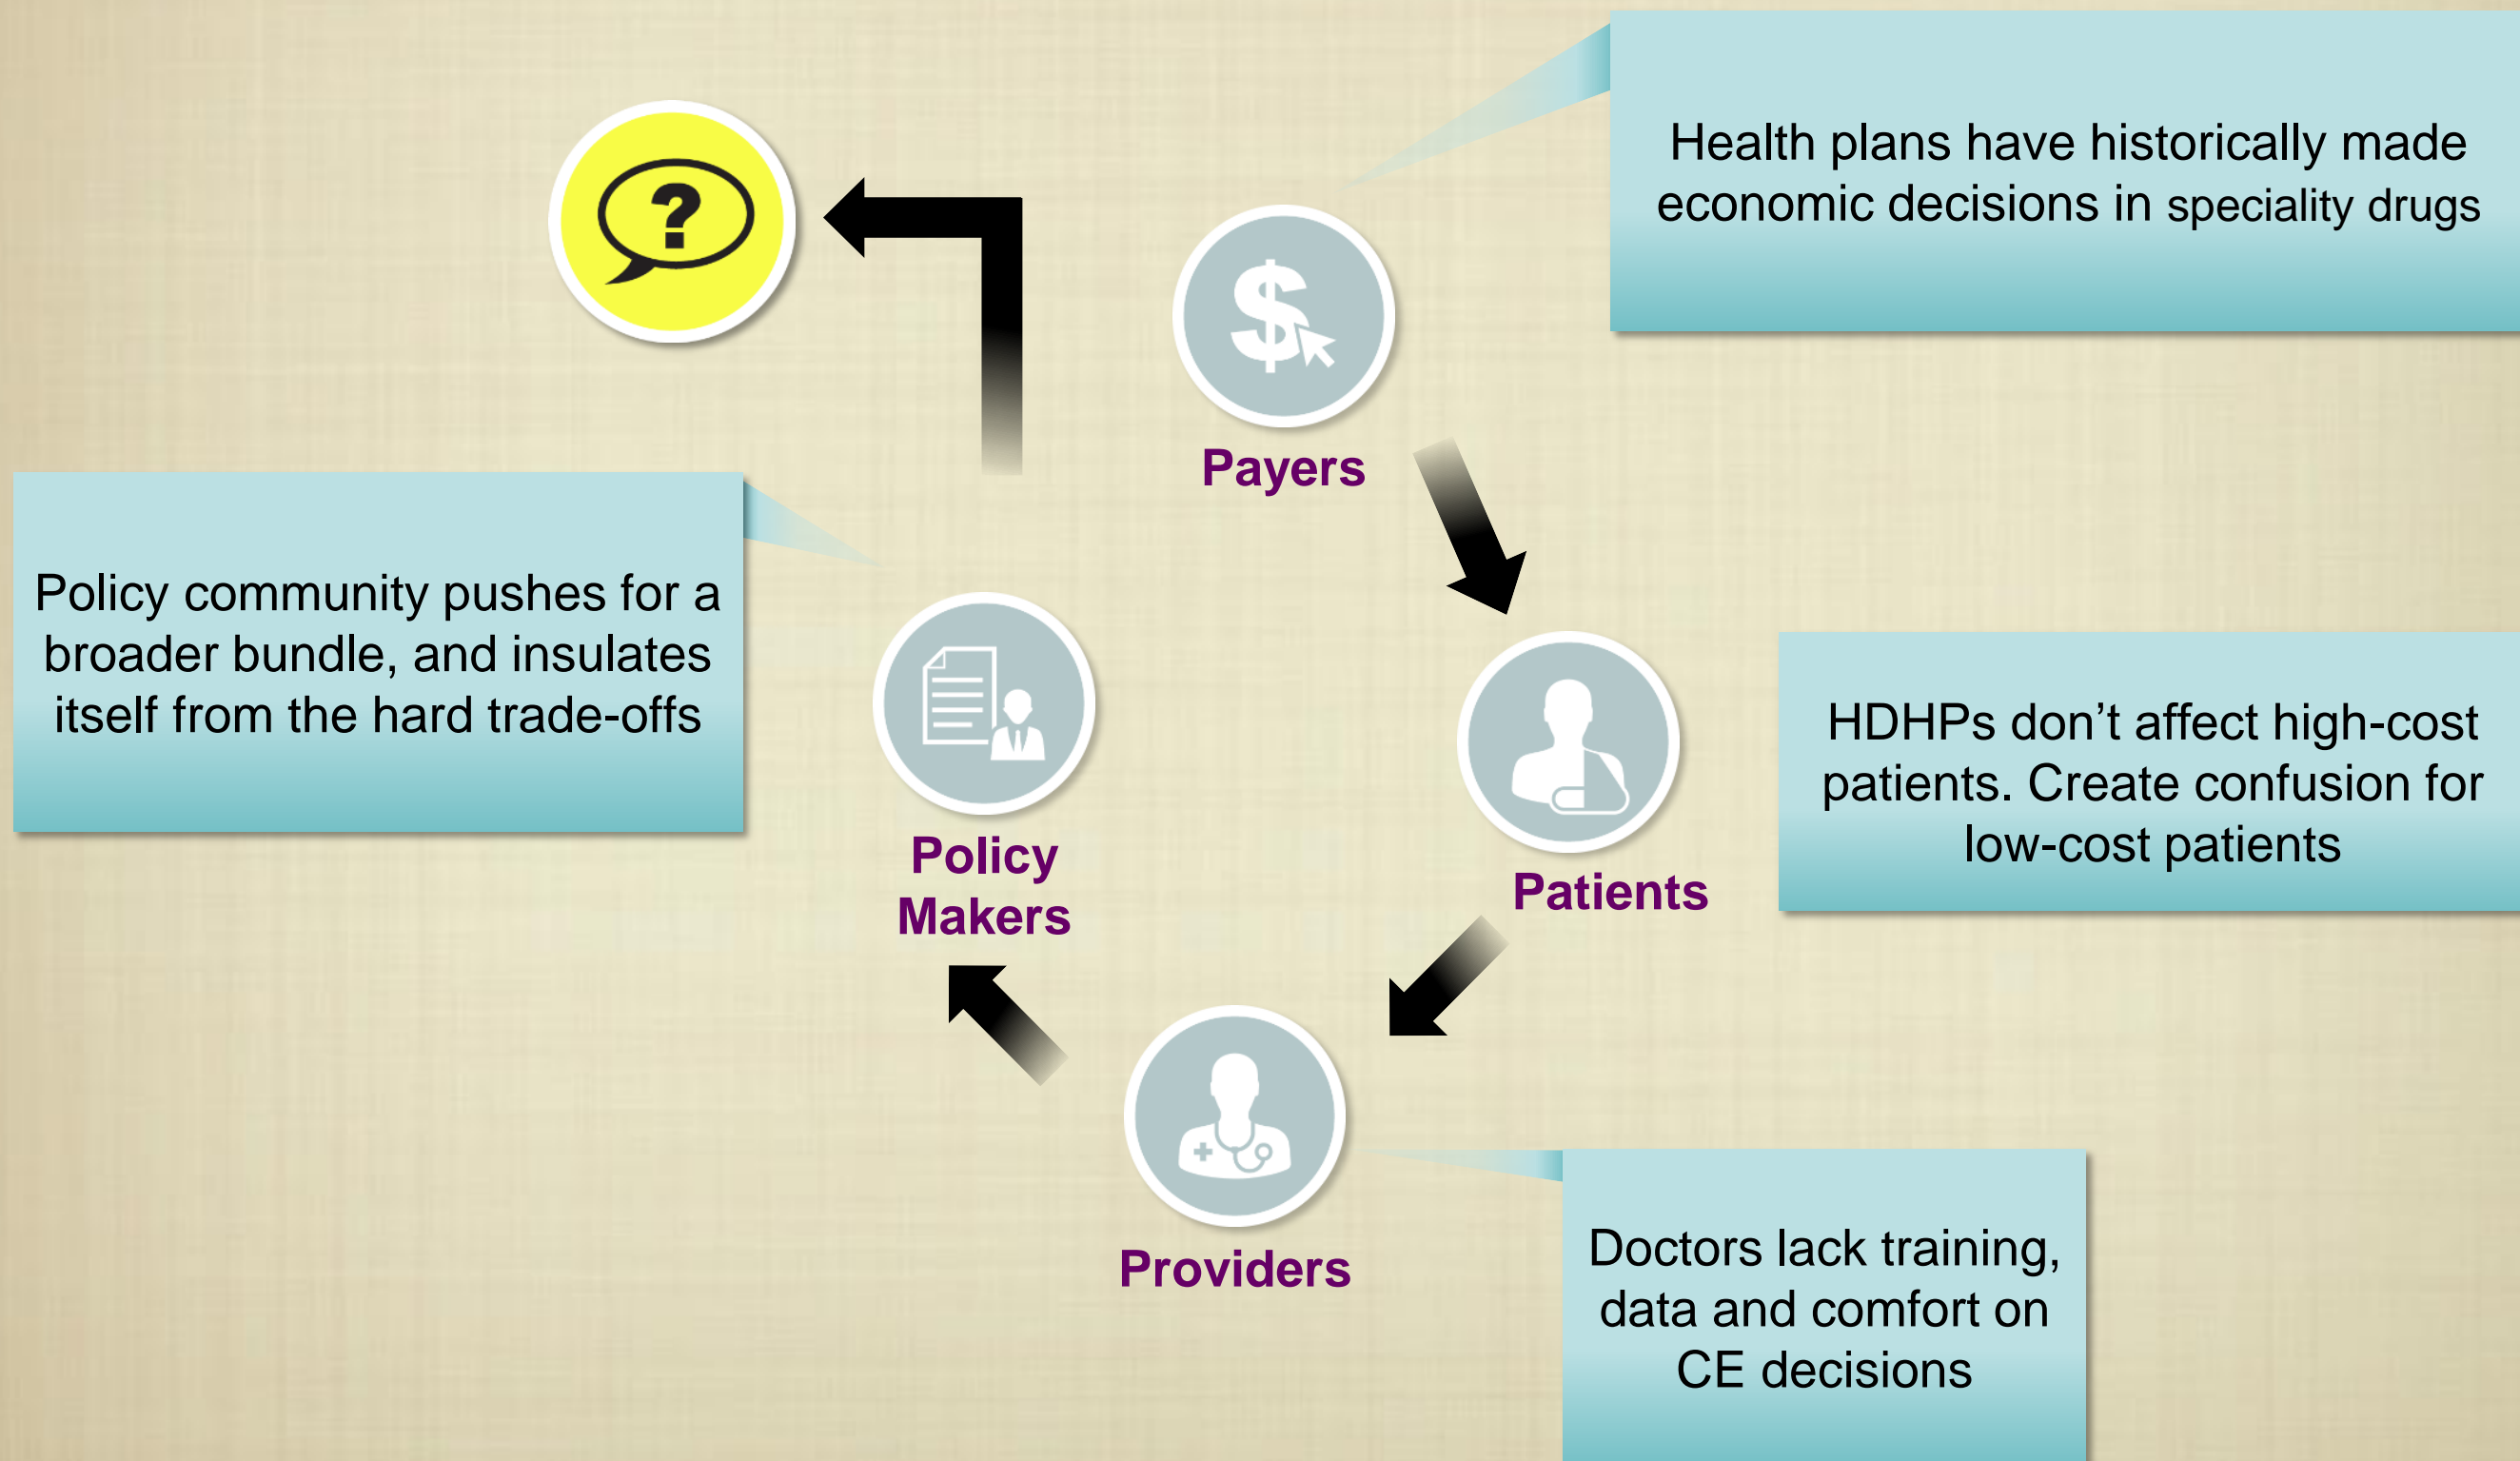 Health plans have historically made
economic decisions in speciality drugs
?
$
Payers
Policy community pushes for a
broader bundle, and insulates
itself from the hard trade-offs
Policy
Makers
HDHPs don’t affect high-cost
patients. Create confusion for
low-cost patients
Patients
Providers
Doctors lack training,
data and comfort on
CE decisions